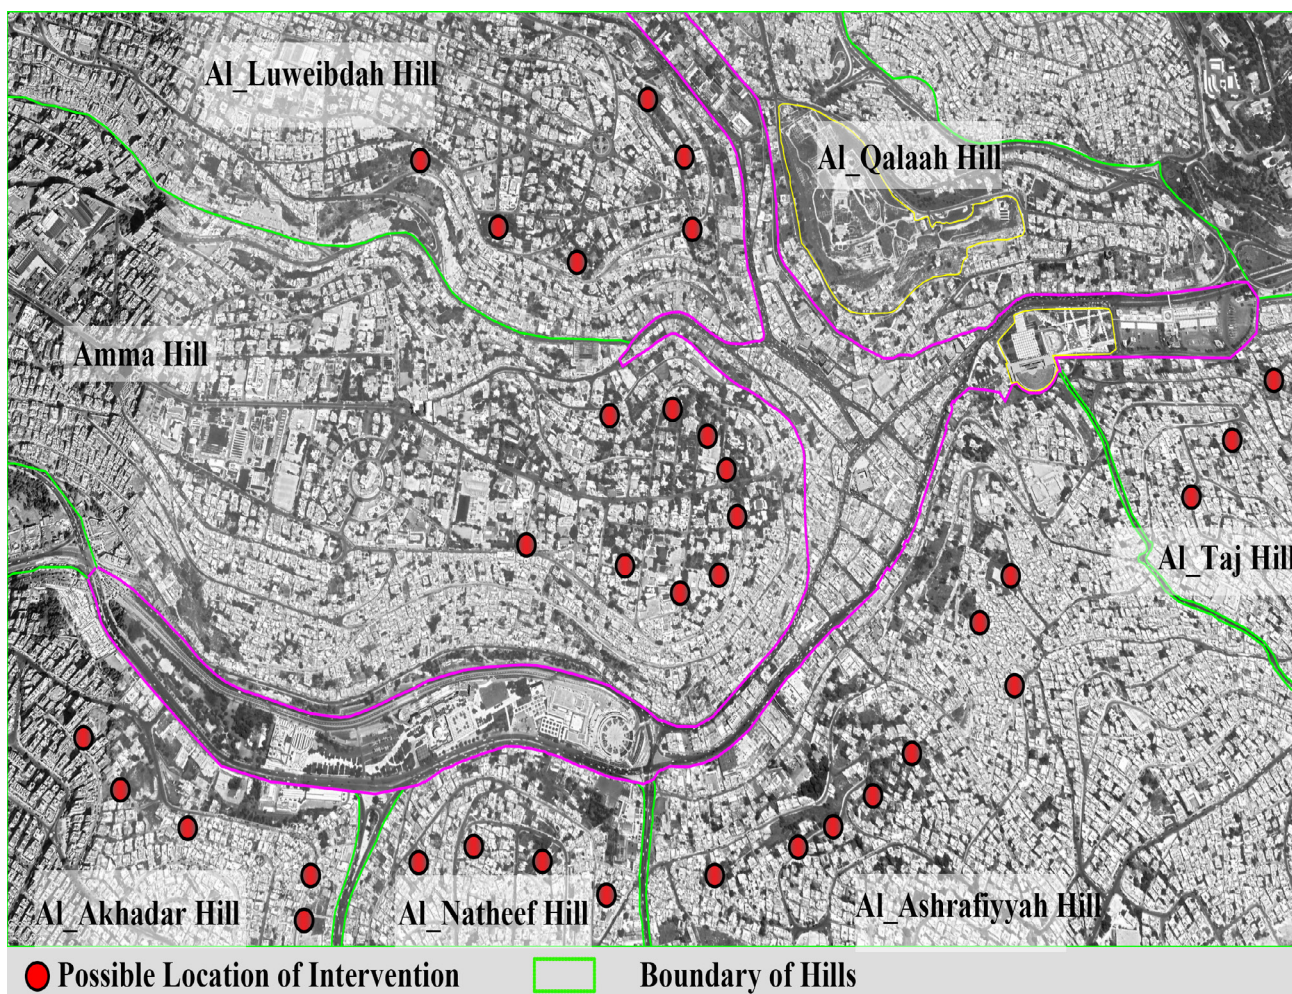 Al_Luweibdah Hill
Al_Qalaah Hill
Amma Hill
Al_Taj Hill
Al_Akhadar Hill
Al_Natheef Hill
Al_Ashrafiyyah Hill
Possible Location of Intervention
Boundary of Hills